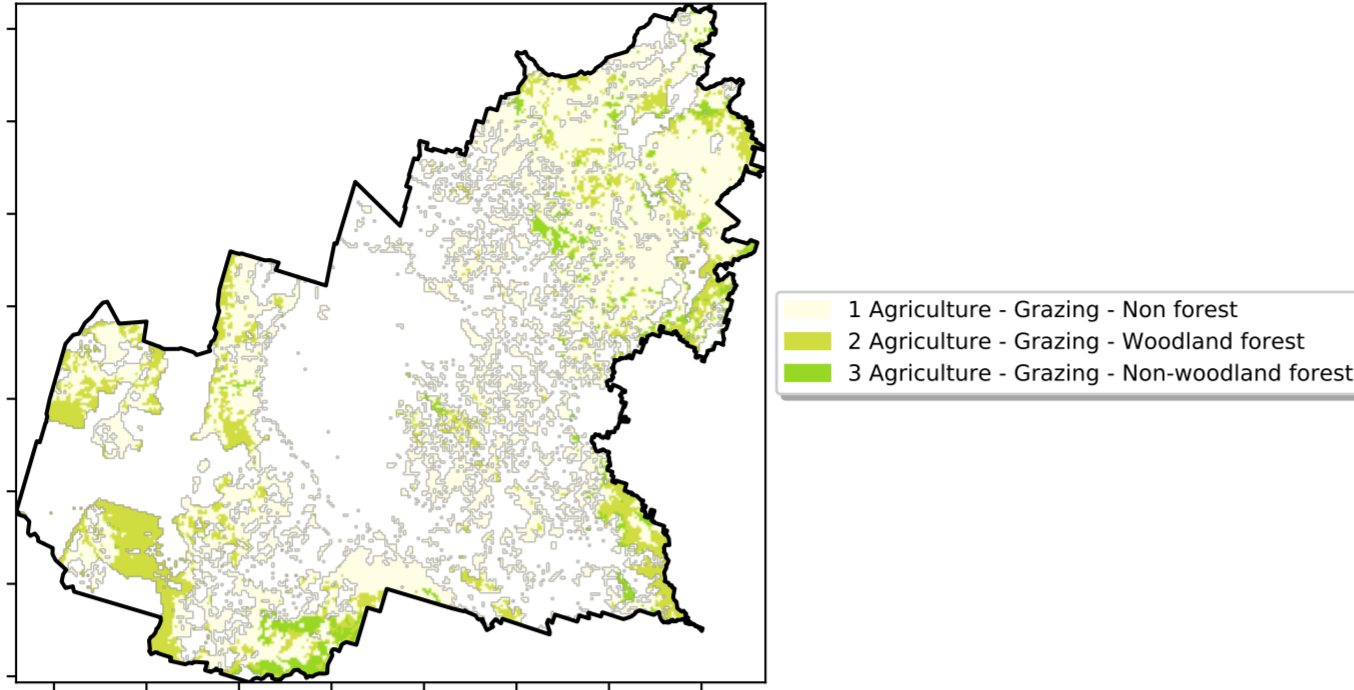 1 Agriculture - Grazing - Non forest
2 Agriculture - Grazing - Woodland forest
3 Agriculture - Grazing - Non-woodland forest